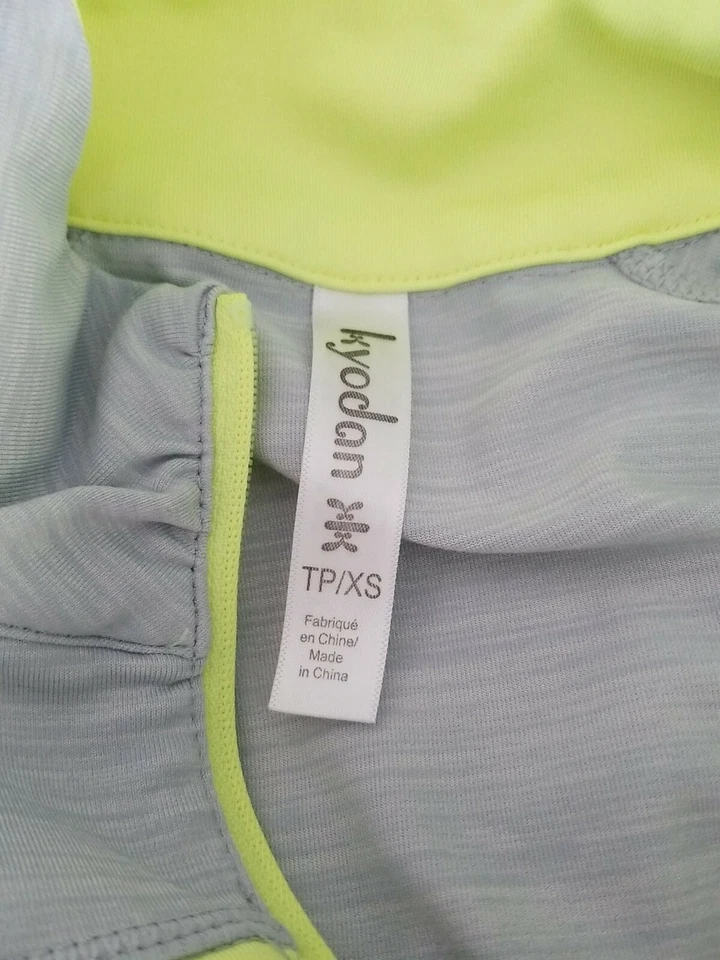 kyodan
TP/XS
Fabriqué
en Chine/
Made
in China